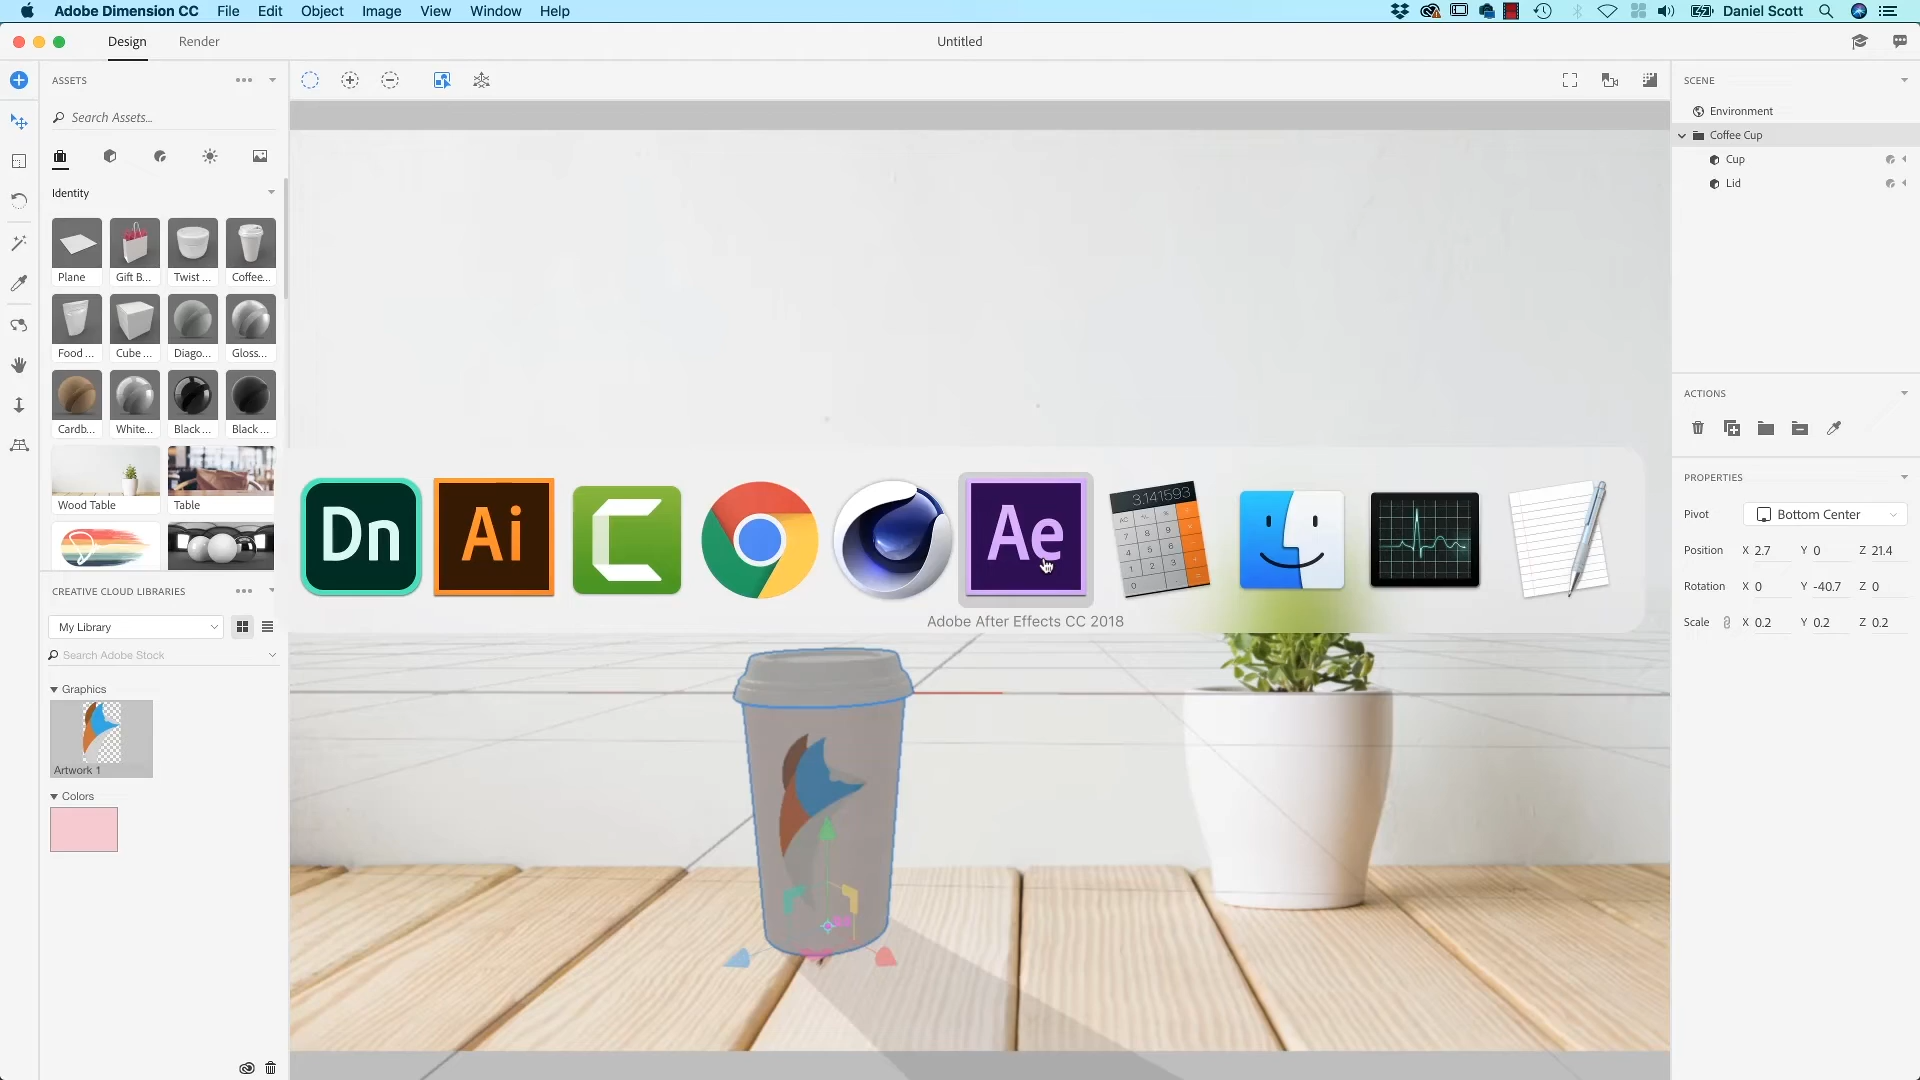 Adobe Dimension CC File Edit Object Image View Window Help Daniel Scott
Design Render Untitled
ASSETS
Search Assets...
Identity
Plane Gift B... Twist ... Coffee...
Food ... Cube ... Diago... Gloss...
Cardb... White... Black ... Black ...
Wood Table Table
CREATIVE CLOUD LIBRARIES
My Library
Search Adobe Stock
Graphics
Artwork 1
Colors
Dn Ai Ae 3.141593
Adobe After Effects CC 2018
SCENE
Environment
Coffee Cup
Cup
Lid
ACTIONS
PROPERTIES
Pivot Bottom Center
Position X 2.7 Y 0 Z 21.4
Rotation X 0 Y -40.7 Z 0
Scale X 0.2 Y 0.2 Z 0.2